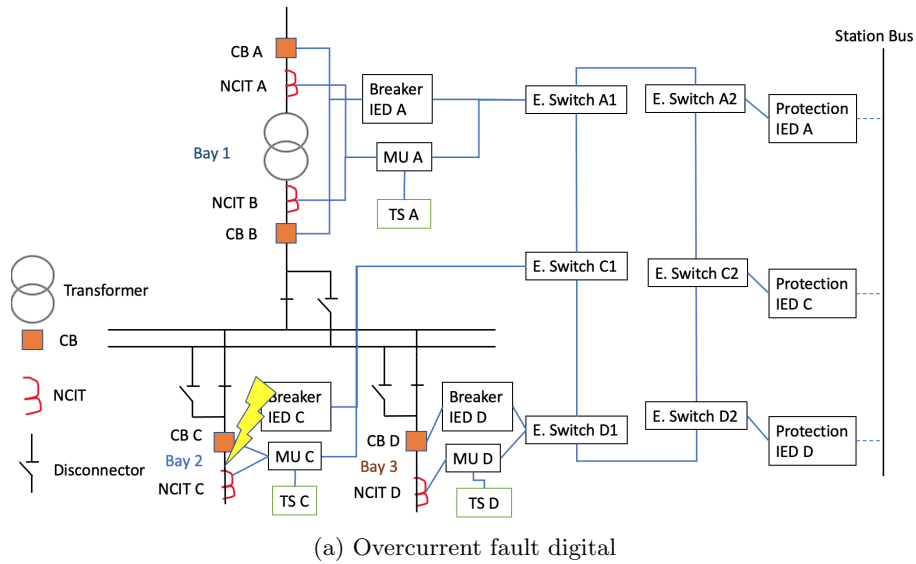 Station Bus
CB A
NCIT A
Breaker
IED A
E. Switch A1
E. Switch A2
Protection
IED A
Bay 1
MU A
NCIT B
TS A
CB B
E. Switch C1
E. Switch C2
Protection
IED C
Transformer
CB
NCIT
Disconnector
Breaker
IED C
CB C
Bay 2
MU C
NCIT C
TS C
Breaker
IED D
CB D
Bay 3
MU D
NCIT D
TS D
E. Switch D1
E. Switch D2
Protection
IED D
(a) Overcurrent fault digital